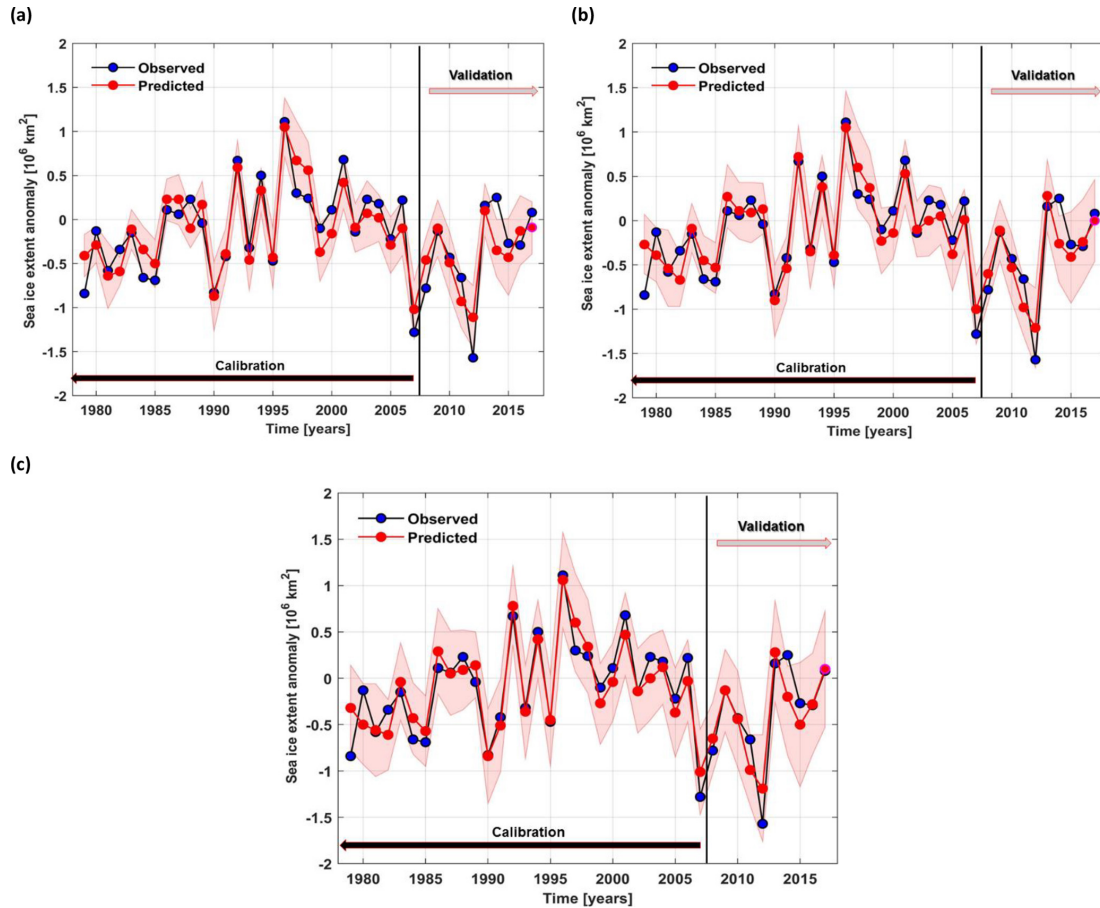 (a)
2
1.5
1
0.5
0
-0.5
-1
-1.5
-2
Sea ice extent anomaly [10⁶ km²]
Observed
Predicted
Validation
Calibration
1980 1985 1990 1995 2000 2005 2010 2015
Time [years]
(b)
2
1.5
1
0.5
0
-0.5
-1
-1.5
-2
Sea ice extent anomaly [10⁶ km²]
Observed
Predicted
Validation
Calibration
1980 1985 1990 1995 2000 2005 2010 2015
Time [years]
(c)
2
1.5
1
0.5
0
-0.5
-1
-1.5
-2
Sea ice extent anomaly [10⁶ km²]
Observed
Predicted
Validation
Calibration
1980 1985 1990 1995 2000 2005 2010 2015
Time [years]